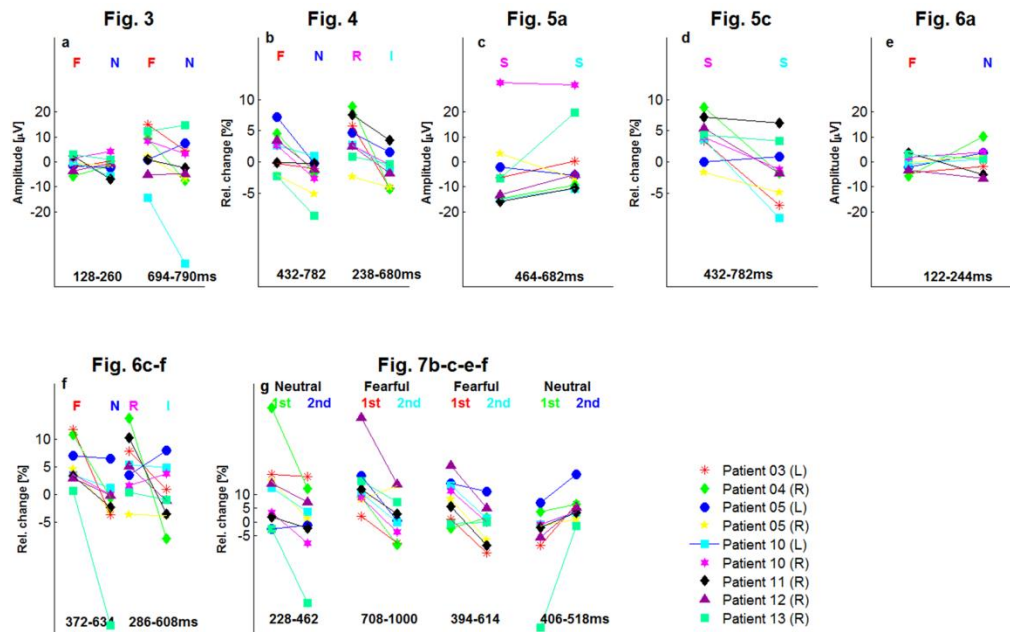 Fig. 3
Fig. 4
Fig. 5a
Fig. 5c
Fig. 6a
a
b
c
d
e
F N F N
F N R I
S S
S S
F N
Amplitude [µV]
20
10
0
-10
-20
128-260 694-790ms
Rel. change [%]
10
5
0
-5
432-782 238-680ms
Amplitude [µV]
20
10
0
-10
-20
464-682ms
Rel. change [%]
10
5
0
-5
432-782ms
Amplitude [µV]
20
10
0
-10
-20
122-244ms
Fig. 6c-f
Fig. 7b-c-e-f
f
F N R I
Rel. change [%]
10
5
0
-5
372-634 286-608ms
g
Neutral Fearful Fearful Neutral
1st 2nd 1st 2nd 1st 2nd 1st 2nd
Rel. change [%]
10
5
0
-5
228-462 708-1000 394-614 406-518ms
Patient 03 (L)
Patient 04 (R)
Patient 05 (L)
Patient 05 (R)
Patient 10 (L)
Patient 10 (R)
Patient 11 (R)
Patient 12 (R)
Patient 13 (R)